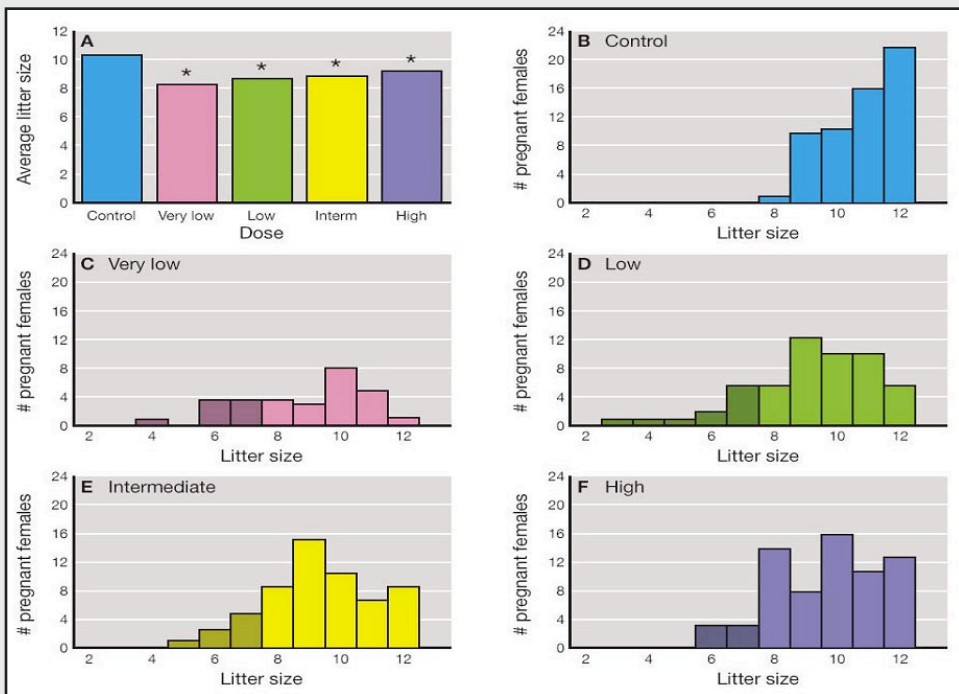 A
Average litter size
12
10
8
6
4
2
0
* * * *
Control Very low Low Interm High
Dose
B Control
# pregnant females
24
20
16
12
8
4
0
2 4 6 8 10 12
Litter size
C Very low
# pregnant females
24
20
16
12
8
4
0
2 4 6 8 10 12
Litter size
D Low
# pregnant females
24
20
16
12
8
4
0
2 4 6 8 10 12
Litter size
E Intermediate
# pregnant females
24
20
16
12
8
4
0
2 4 6 8 10 12
Litter size
F High
# pregnant females
24
20
16
12
8
4
0
2 4 6 8 10 12
Litter size